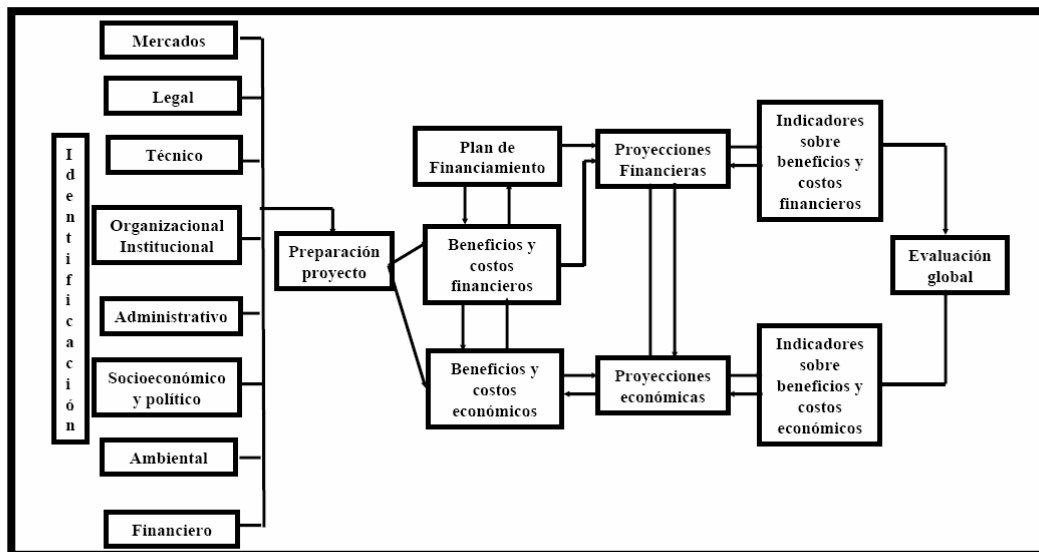 Identificación
Mercados
Legal
Técnico
Organizacional
Institucional
Administrativo
Socioeconómico
y político
Ambiental
Financiero
Preparación
proyecto
Plan de
Financiamiento
Beneficios y
costos
financieros
Beneficios y
costos
económicos
Proyecciones
Financieras
Proyecciones
económicas
Indicadores
sobre
beneficios y
costos
financieros
Indicadores
sobre
beneficios y
costos
económicos
Evaluación
global